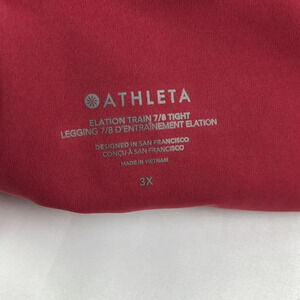 ATHLETA
ELATION TRAIN 7/8 TIGHT
LEGGING 7/8 D'ENTRAÎNEMENT ELATION
DESIGNED IN SAN FRANCISCO
CONÇU À SAN FRANCISCO
MADE IN VIETNAM
3X